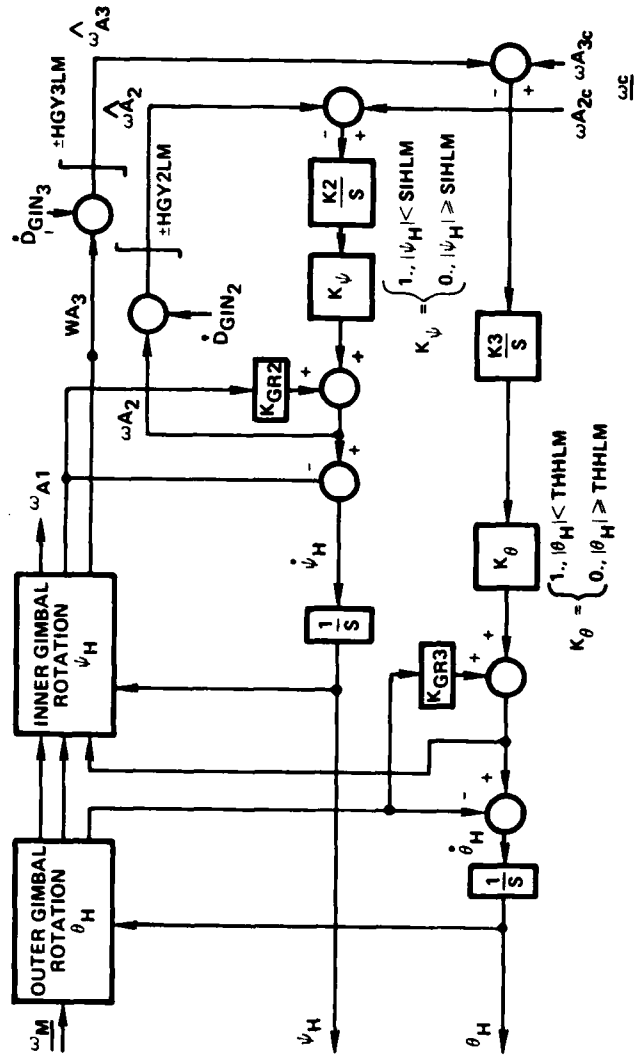 ω̂A3
±HGY3LM
ḊGIN3
WA3
ω̂A2
±HGY2LM
ḊGIN2
ωA2
ωA1
INNER GIMBAL
ROTATION
ψH
OUTER GIMBAL
ROTATION
θH
ωM
KGR2
+
+
-
+
ψ̇H
1
S
ψH
Kψ
K2
S
-
+
Kψ = { 1., |ψH| < SIHLM
0., |ψH| ⩾ SIHLM
ωA2c
ωA3c
ωc
-
+
K3
S
Kθ
Kθ = { 1., |θH| < THHLM
0., |θH| ⩾ THHLM
KGR3
+
+
-
+
θ̇H
1
S
θH